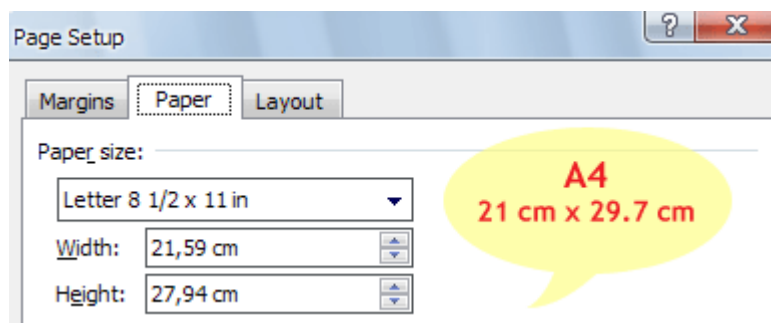 Page Setup
?
X
Margins Paper Layout
Paper size:
Letter 8 1/2 x 11 in
Width: 21,59 cm
Height: 27,94 cm
A4
21 cm x 29.7 cm